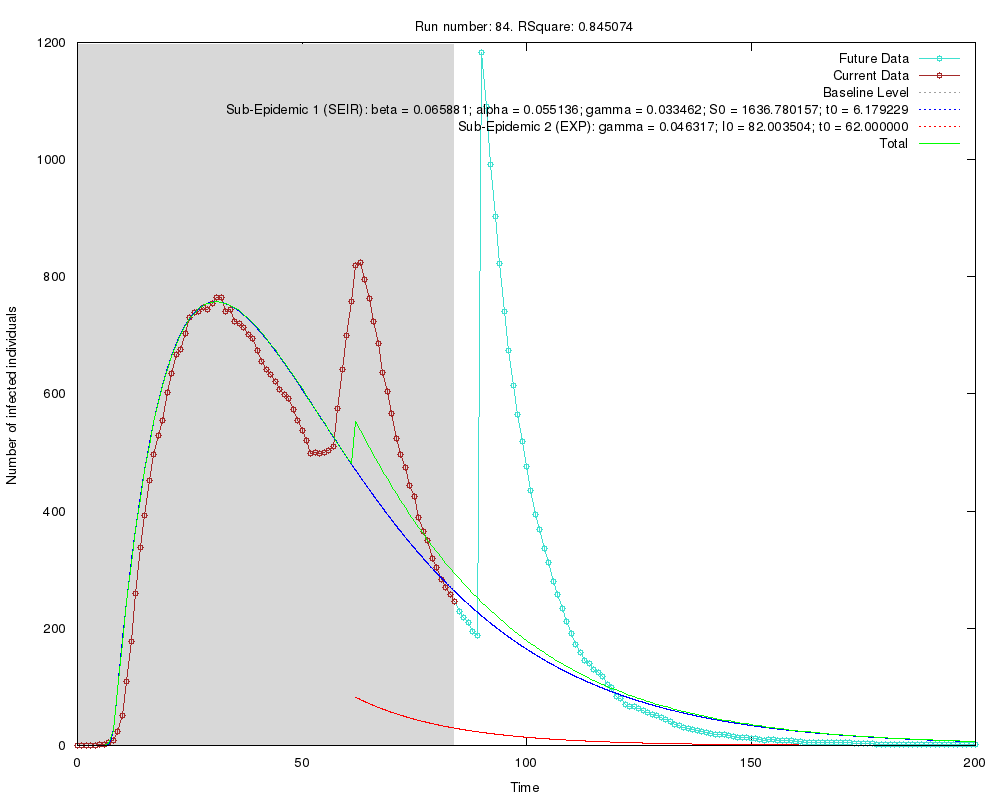 Run number: 84. RSquare: 0.845074
Future Data
Current Data
Baseline Level
Sub-Epidemic 1 (SEIR): beta = 0.065881; alpha = 0.055136; gamma = 0.033462; S0 = 1636.780157; t0 = 6.179229
Sub-Epidemic 2 (EXP): gamma = 0.046317; I0 = 82.003504; t0 = 62.000000
Total
Number of infected individuals
1200
1000
800
600
400
200
0
0 50 100 150 200
Time